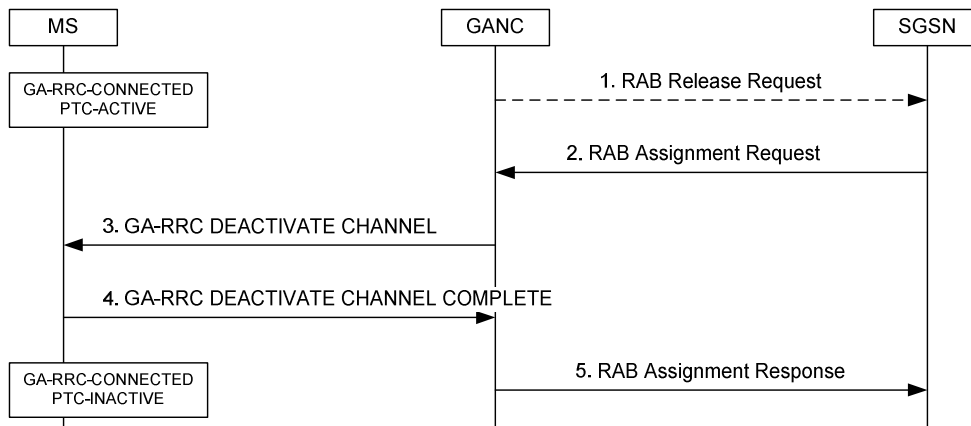 MS
GANC
SGSN
GA-RRC-CONNECTED
PTC-ACTIVE
1. RAB Release Request
2. RAB Assignment Request
3. GA-RRC DEACTIVATE CHANNEL
4. GA-RRC DEACTIVATE CHANNEL COMPLETE
GA-RRC-CONNECTED
PTC-INACTIVE
5. RAB Assignment Response